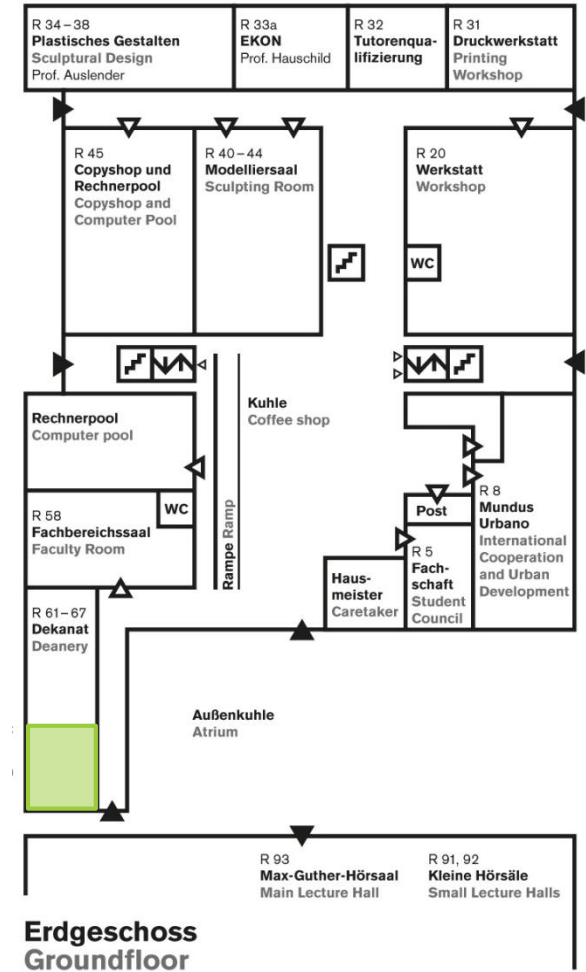 R 34–38
Plastisches Gestalten
Sculptural Design
Prof. Auslender
R 33a
EKON
Prof. Hauschild
R 32
Tutorenqua-
lifizierung
R 31
Druckwerkstatt
Printing
Workshop
R 45
Copyshop und
Rechnerpool
Copyshop and
Computer Pool
R 40–44
Modelliersaal
Sculpting Room
R 20
Werkstatt
Workshop
WC
Rechnerpool
Computer pool
Kuhle
Coffee shop
R 58
Fachbereichssaal
Faculty Room
WC
Rampe Ramp
Post
R 8
Mundus
Urbano
International
Cooperation
and Urban
Development
R 5
Fach-
schaft
Student
Council
Haus-
meister
Caretaker
R 61–67
Dekanat
Deanery
Außenkuhle
Atrium
R 93
Max-Guther-Hörsaal
Main Lecture Hall
R 91, 92
Kleine Hörsäle
Small Lecture Halls
Erdgeschoss
Groundfloor